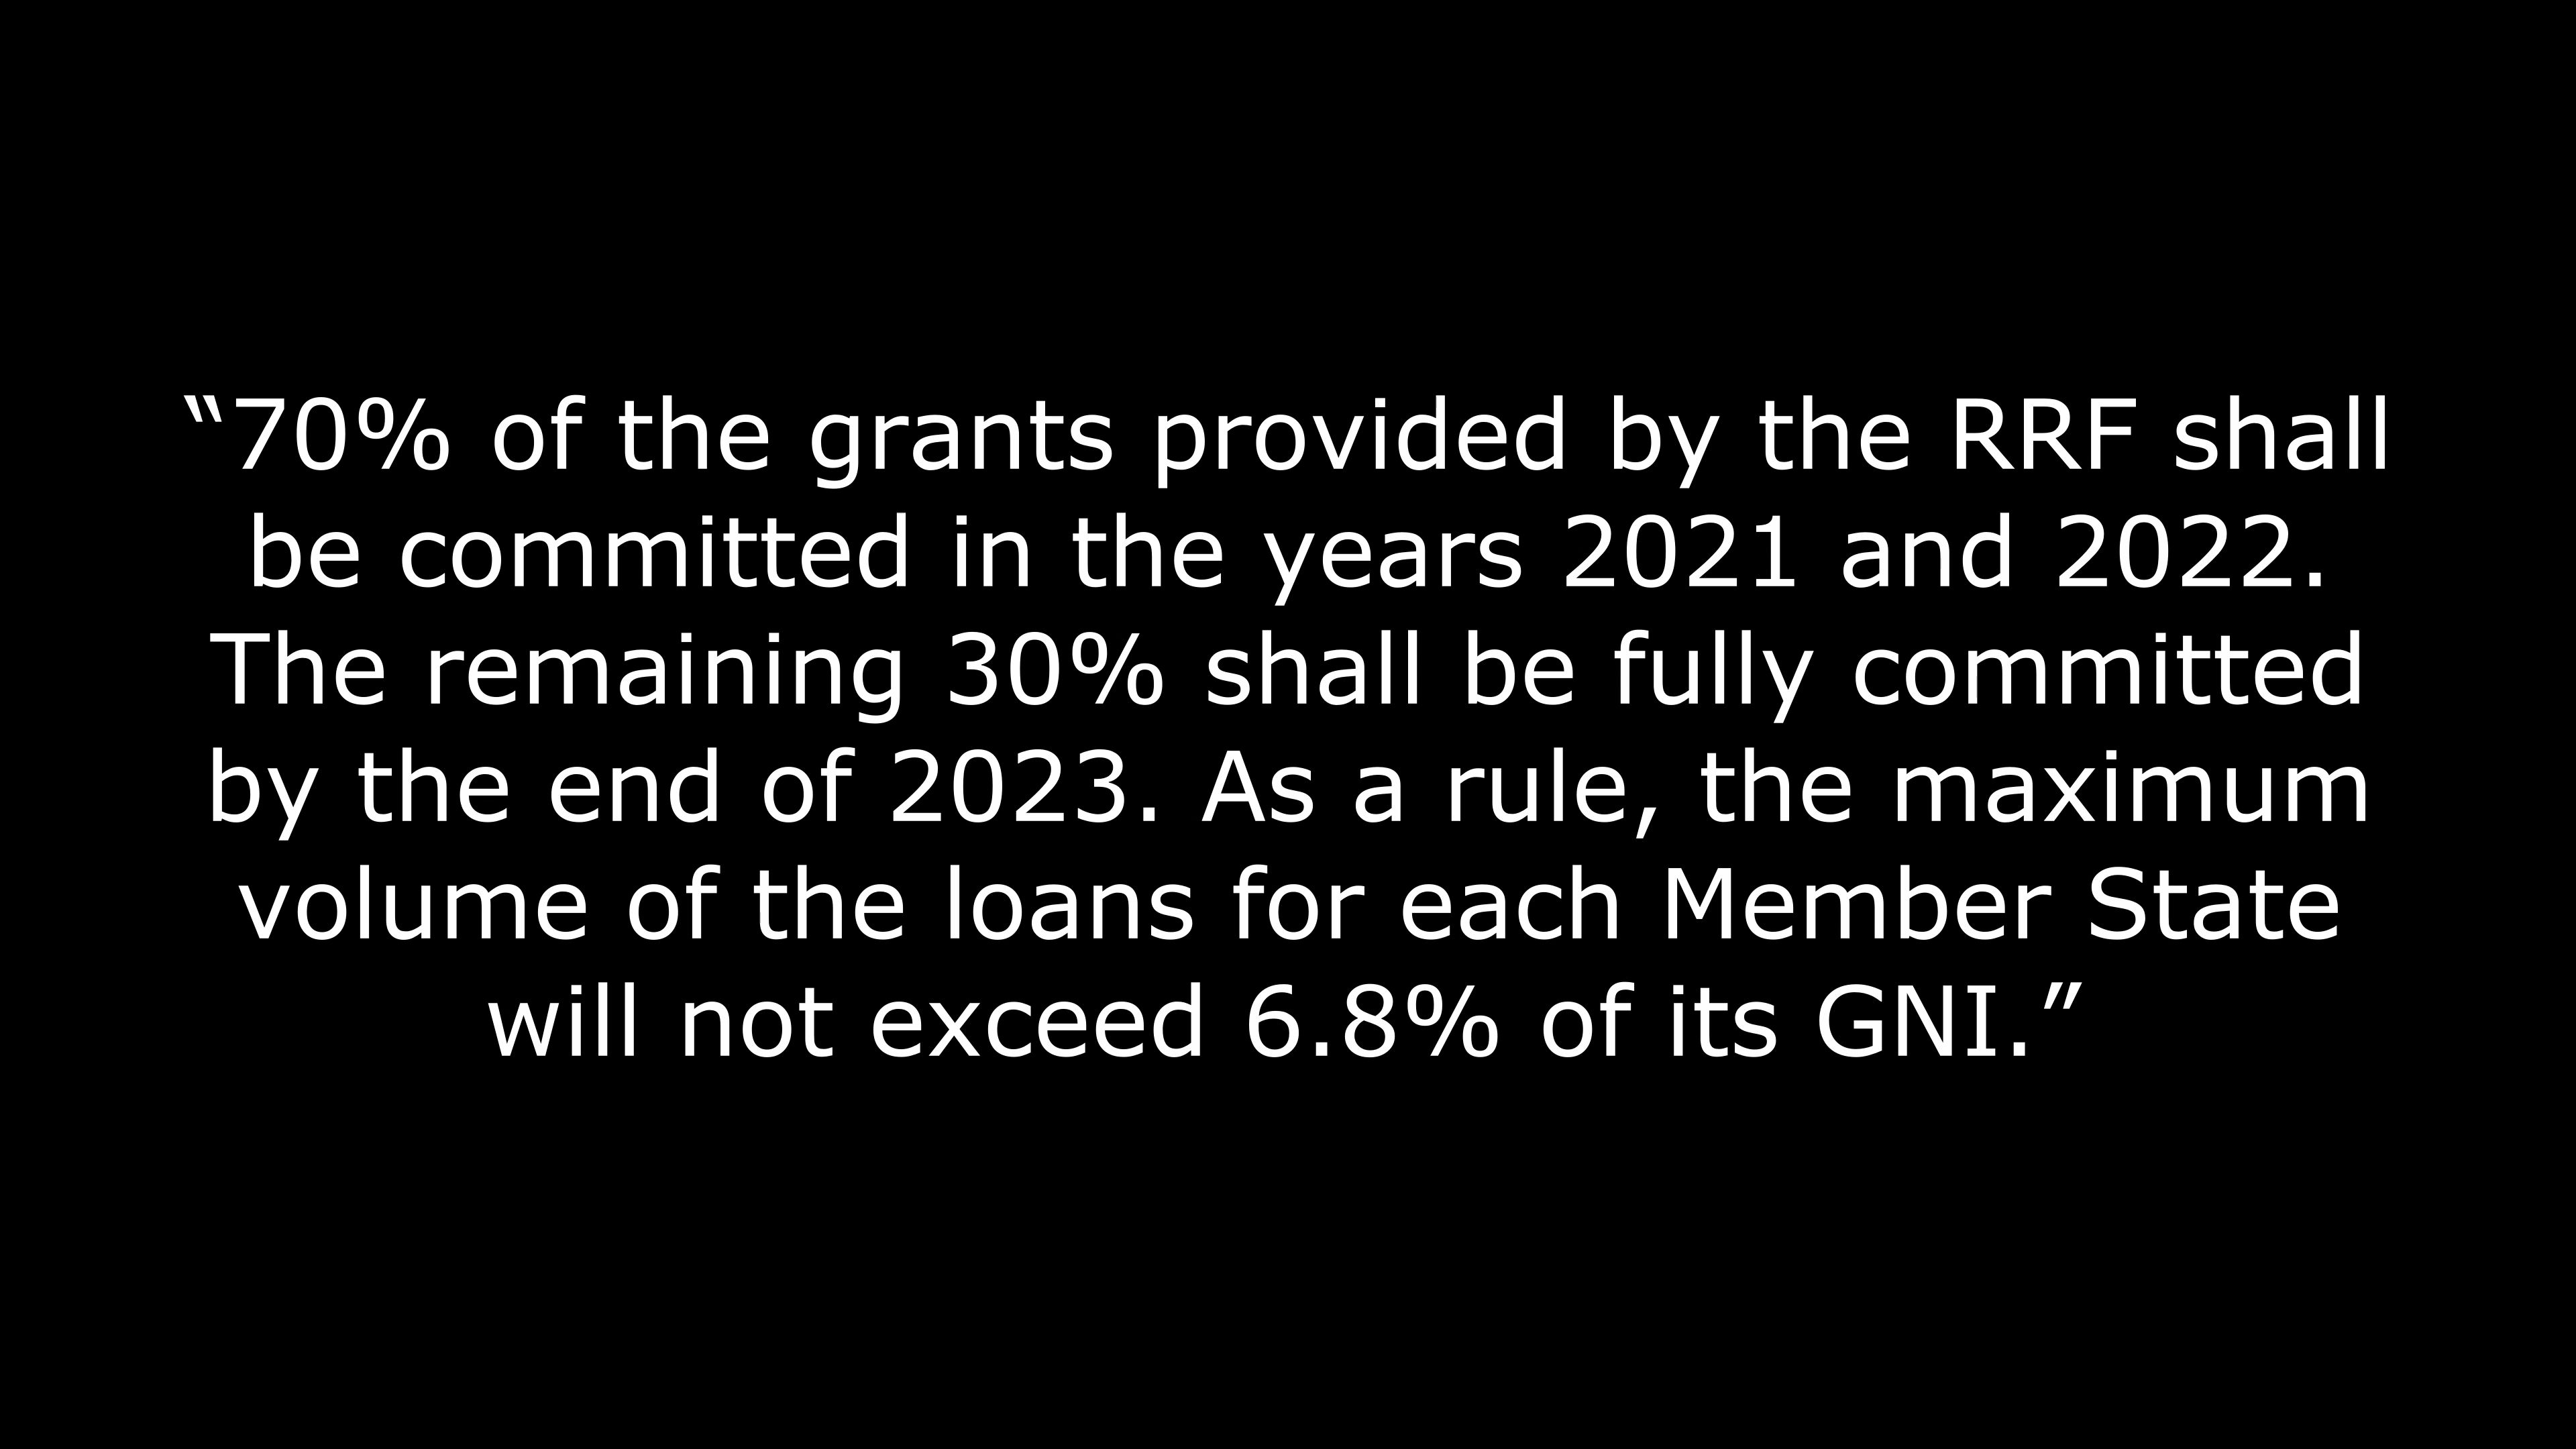 “70% of the grants provided by the RRF shall
be committed in the years 2021 and 2022.
The remaining 30% shall be fully committed
by the end of 2023. As a rule, the maximum
volume of the loans for each Member State
will not exceed 6.8% of its GNI.”